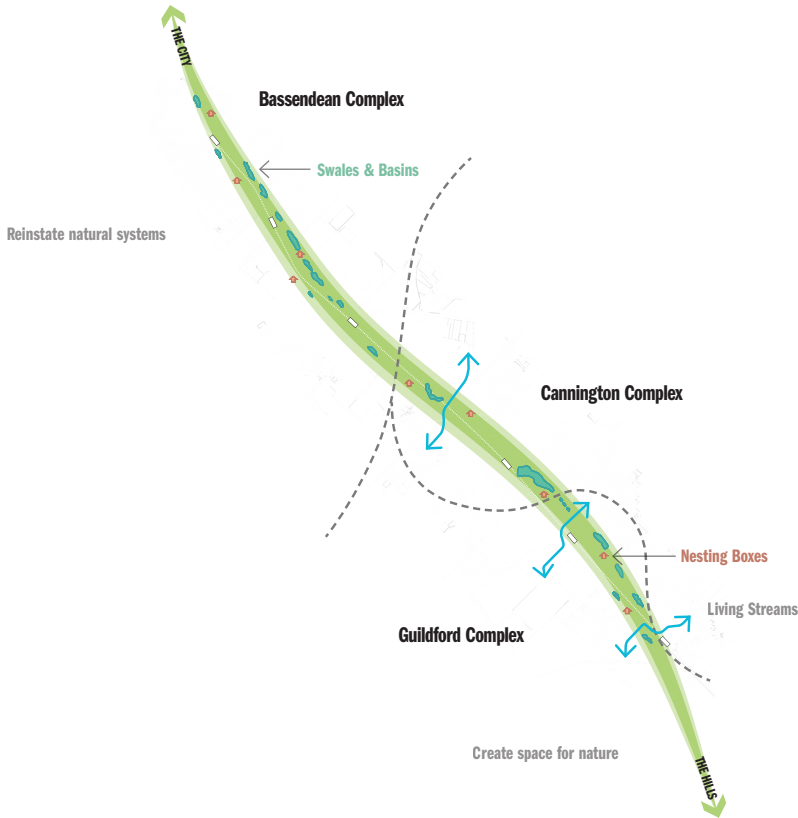 THE CITY
Bassendean Complex
Swales & Basins
Reinstate natural systems
Cannington Complex
Nesting Boxes
Living Streams
Guildford Complex
Create space for nature
THE HILLS